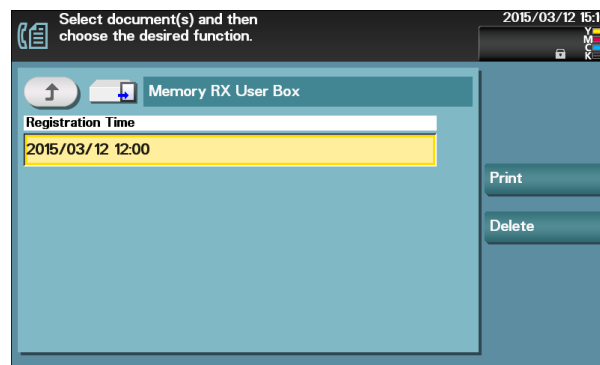 Select document(s) and then
choose the desired function.
2015/03/12 15:1
Y
M
C
K
Memory RX User Box
Registration Time
2015/03/12 12:00
Print
Delete